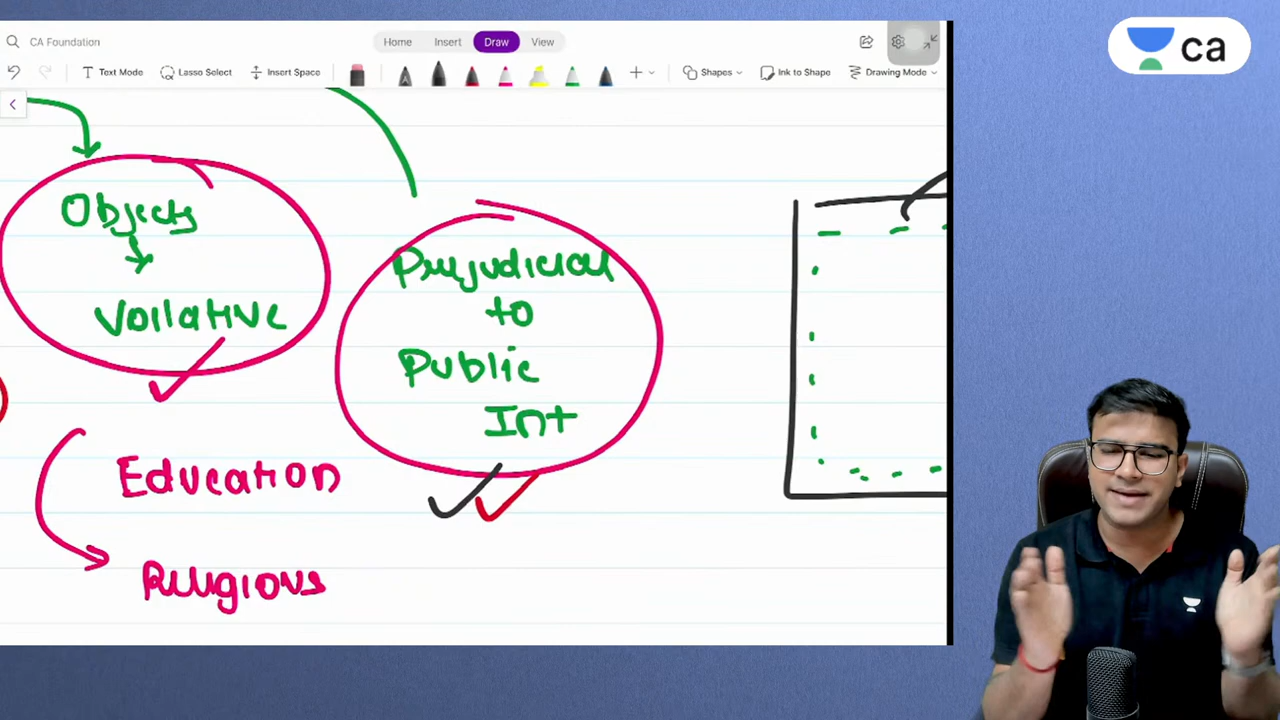 CA Foundation
Home Insert Draw View
Text Mode Lasso Select Insert Space Shapes Ink to Shape Drawing Mode
ca
Objects
Voilative
Prejudicial
to
Public
Int
Education
Religious